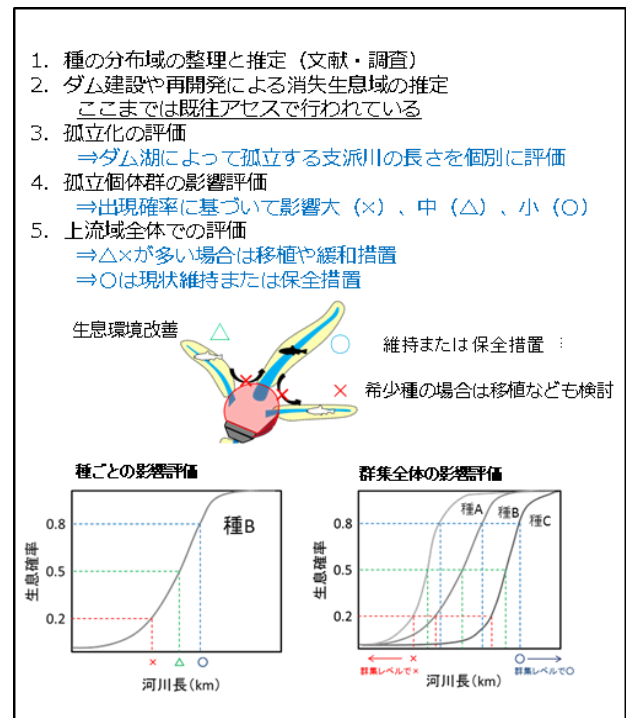 1. 種の分布域の整理と推定（文献・調査）
2. ダム建設や再開発による消失生息域の推定
ここまでは既往アセスで行われている
3. 孤立化の評価
⇒ダム湖によって孤立する支派川の長さを個別に評価
4. 孤立個体群の影響評価
⇒出現確率に基づいて影響大（×）、中（△）、小（○）
5. 上流域全体での評価
⇒△×が多い場合は移植や緩和措置
⇒○は現状維持または保全措置
生息環境改善 △
○ 維持または保全措置
× 希少種の場合は移植なども検討
× ×
種ごとの影響評価
種B
0.8
0.5
0.2
生息確率
× △ ○
河川長（km）
群集全体の影響評価
種A 種B 種C
0.8
0.5
0.2
生息確率
× ○
群集レベルで× 群集レベルで○
河川長（km）